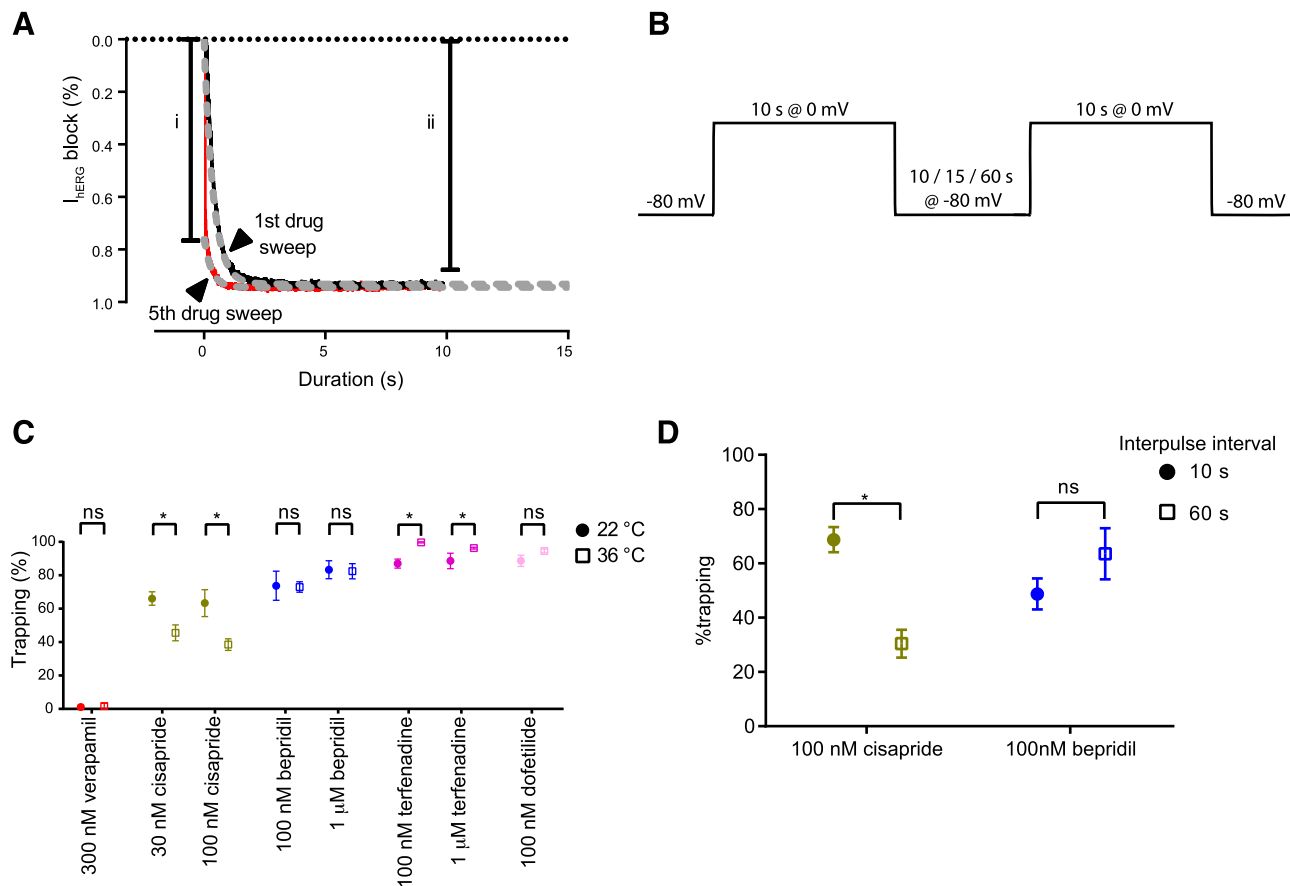 A
0.0
0.2
0.4
0.6
0.8
1.0
I hERG block (%)
i
ii
1st drug
sweep
5th drug sweep
0
5
10
15
Duration (s)
B
10 s @ 0 mV
10 s @ 0 mV
10 / 15 / 60 s
@ -80 mV
-80 mV
-80 mV
C
ns
*
*
ns
ns
*
*
ns
22 °C
36 °C
100
80
60
40
20
0
Trapping (%)
300 nM verapamil
30 nM cisapride
100 nM cisapride
100 nM bepridil
1 μM bepridil
100 nM terfenadine
1 μM terfenadine
100 nM dofetilide
D
Interpulse interval
10 s
60 s
*
ns
100
80
60
40
20
0
%trapping
100 nM cisapride
100nM bepridil